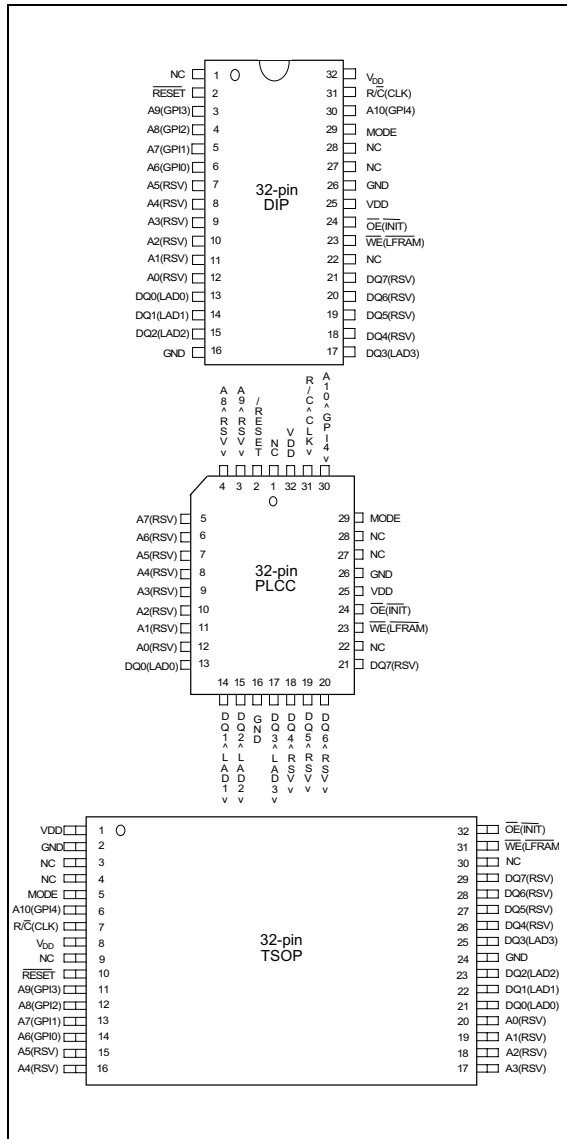 NC 1 32 VDD
RESET 2 31 R/C(CLK)
A9(GPI3) 3 30 A10(GPI4)
A8(GPI2) 4 29 MODE
A7(GPI1) 5 28 NC
A6(GPI0) 6 27 NC
A5(RSV) 7 26 GND
A4(RSV) 8 25 VDD
A3(RSV) 9 24 OE(INIT)
A2(RSV) 10 23 WE(LFRAM)
A1(RSV) 11 22 NC
A0(RSV) 12 21 DQ7(RSV)
DQ0(LAD0) 13 20 DQ6(RSV)
DQ1(LAD1) 14 19 DQ5(RSV)
DQ2(LAD2) 15 18 DQ4(RSV)
GND 16 17 DQ3(LAD3)
32-pin
DIP
A8^RSV>
A9^RSV>
/RESET
NC
VDD
R/C^CLK>
A10^GPI4>
4 3 2 1 32 31 30
A7(RSV) 5 29 MODE
A6(RSV) 6 28 NC
A5(RSV) 7 27 NC
A4(RSV) 8 26 GND
A3(RSV) 9 25 VDD
A2(RSV) 10 24 OE(INIT)
A1(RSV) 11 23 WE(LFRAM)
A0(RSV) 12 22 NC
DQ0(LAD0) 13 21 DQ7(RSV)
32-pin
PLCC
14 15 16 17 18 19 20
DQ1^LAD1>
DQ2^LAD2>
GND
DQ3^LAD3>
DQ4^RSV>
DQ5^RSV>
DQ6^RSV>
VDD 1 32 OE(INIT)
GND 2 31 WE(LFRAM
NC 3 30 NC
NC 4 29 DQ7(RSV)
MODE 5 28 DQ6(RSV)
A10(GPI4) 6 27 DQ5(RSV)
R/C(CLK) 7 26 DQ4(RSV)
VDD 8 25 DQ3(LAD3)
NC 9 24 GND
RESET 10 23 DQ2(LAD2)
A9(GPI3) 11 22 DQ1(LAD1)
A8(GPI2) 12 21 DQ0(LAD0)
A7(GPI1) 13 20 A0(RSV)
A6(GPI0) 14 19 A1(RSV)
A5(RSV) 15 18 A2(RSV)
A4(RSV) 16 17 A3(RSV)
32-pin
TSOP